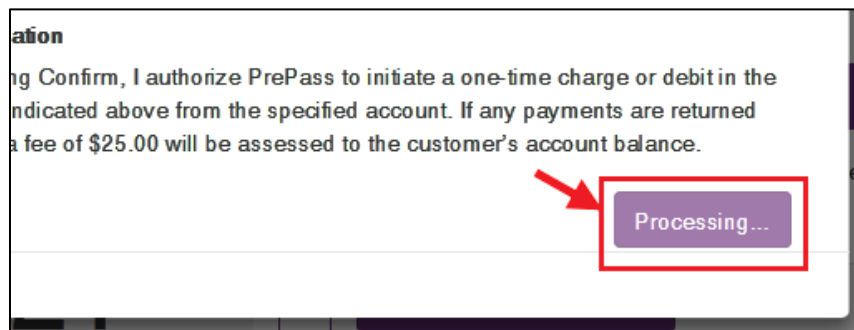 ation
ng Confirm, I authorize PrePass to initiate a one-time charge or debit in the
ndicated above from the specified account. If any payments are returned
a fee of $25.00 will be assessed to the customer's account balance.
Processing...